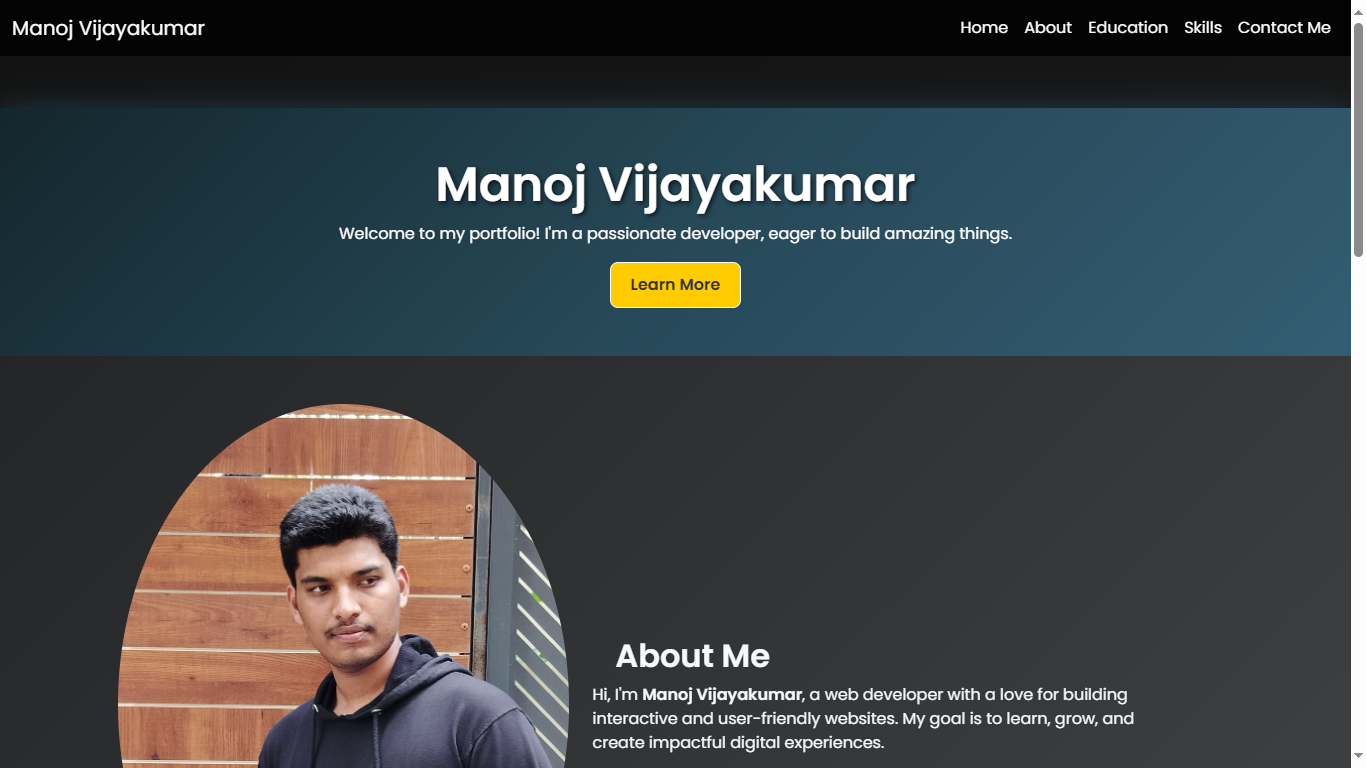 Manoj Vijayakumar
Home About Education Skills Contact Me
Manoj Vijayakumar
Welcome to my portfolio! I'm a passionate developer, eager to build amazing things.
Learn More
About Me
Hi, I'm Manoj Vijayakumar, a web developer with a love for building
interactive and user-friendly websites. My goal is to learn, grow, and
create impactful digital experiences.